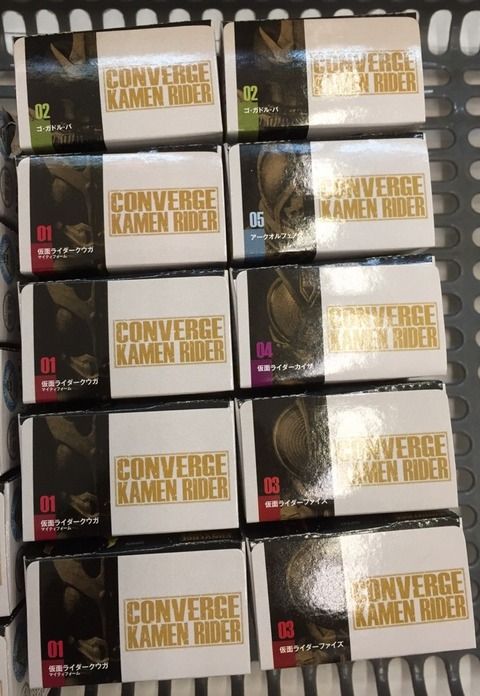 CONVERGE
KAMEN RIDER
02
ゴ・ガドル・バ
CONVERGE
KAMEN RIDER
02
ゴ・ガドル・バ
CONVERGE
KAMEN RIDER
01
仮面ライダークウガ
マイティフォーム
CONVERGE
KAMEN RIDER
05
アークオルフェノク
CONVERGE
KAMEN RIDER
01
仮面ライダークウガ
マイティフォーム
CONVERGE
KAMEN RIDER
04
仮面ライダーカイザ
CONVERGE
KAMEN RIDER
01
仮面ライダークウガ
マイティフォーム
CONVERGE
KAMEN RIDER
03
仮面ライダーファイズ
CONVERGE
KAMEN RIDER
01
仮面ライダークウガ
マイティフォーム
CONVERGE
KAMEN RIDER
03
仮面ライダーファイズ